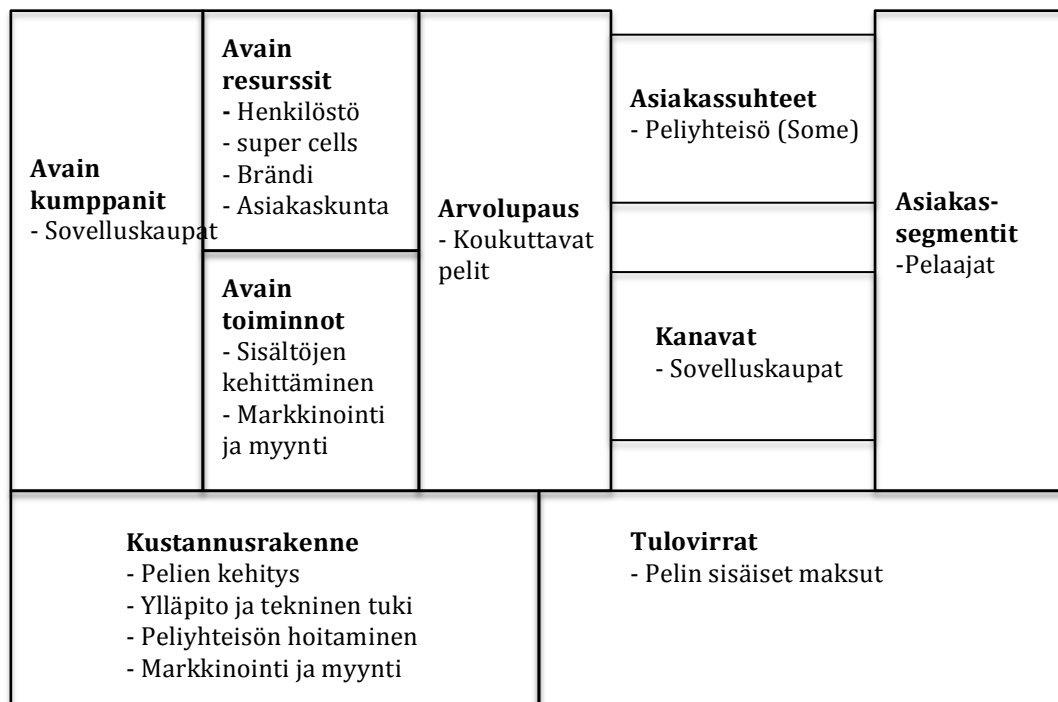 Avain
kumppanit
- Sovelluskaupat
Avain
resurssit
- Henkilöstö
- super cells
- Brändi
- Asiakaskunta
Avain
toiminnot
- Sisältöjen
kehittäminen
- Markkinointi
ja myynti
Arvolupaus
- Koukuttavat
pelit
Asiakassuhteet
- Peliyhteisö (Some)
Kanavat
- Sovelluskaupat
Asiakas-
segmentit
-Pelaajat
Kustannusrakenne
- Pelien kehitys
- Ylläpito ja tekninen tuki
- Peliyhteisön hoitaminen
- Markkinointi ja myynti
Tulovirrat
- Pelin sisäiset maksut